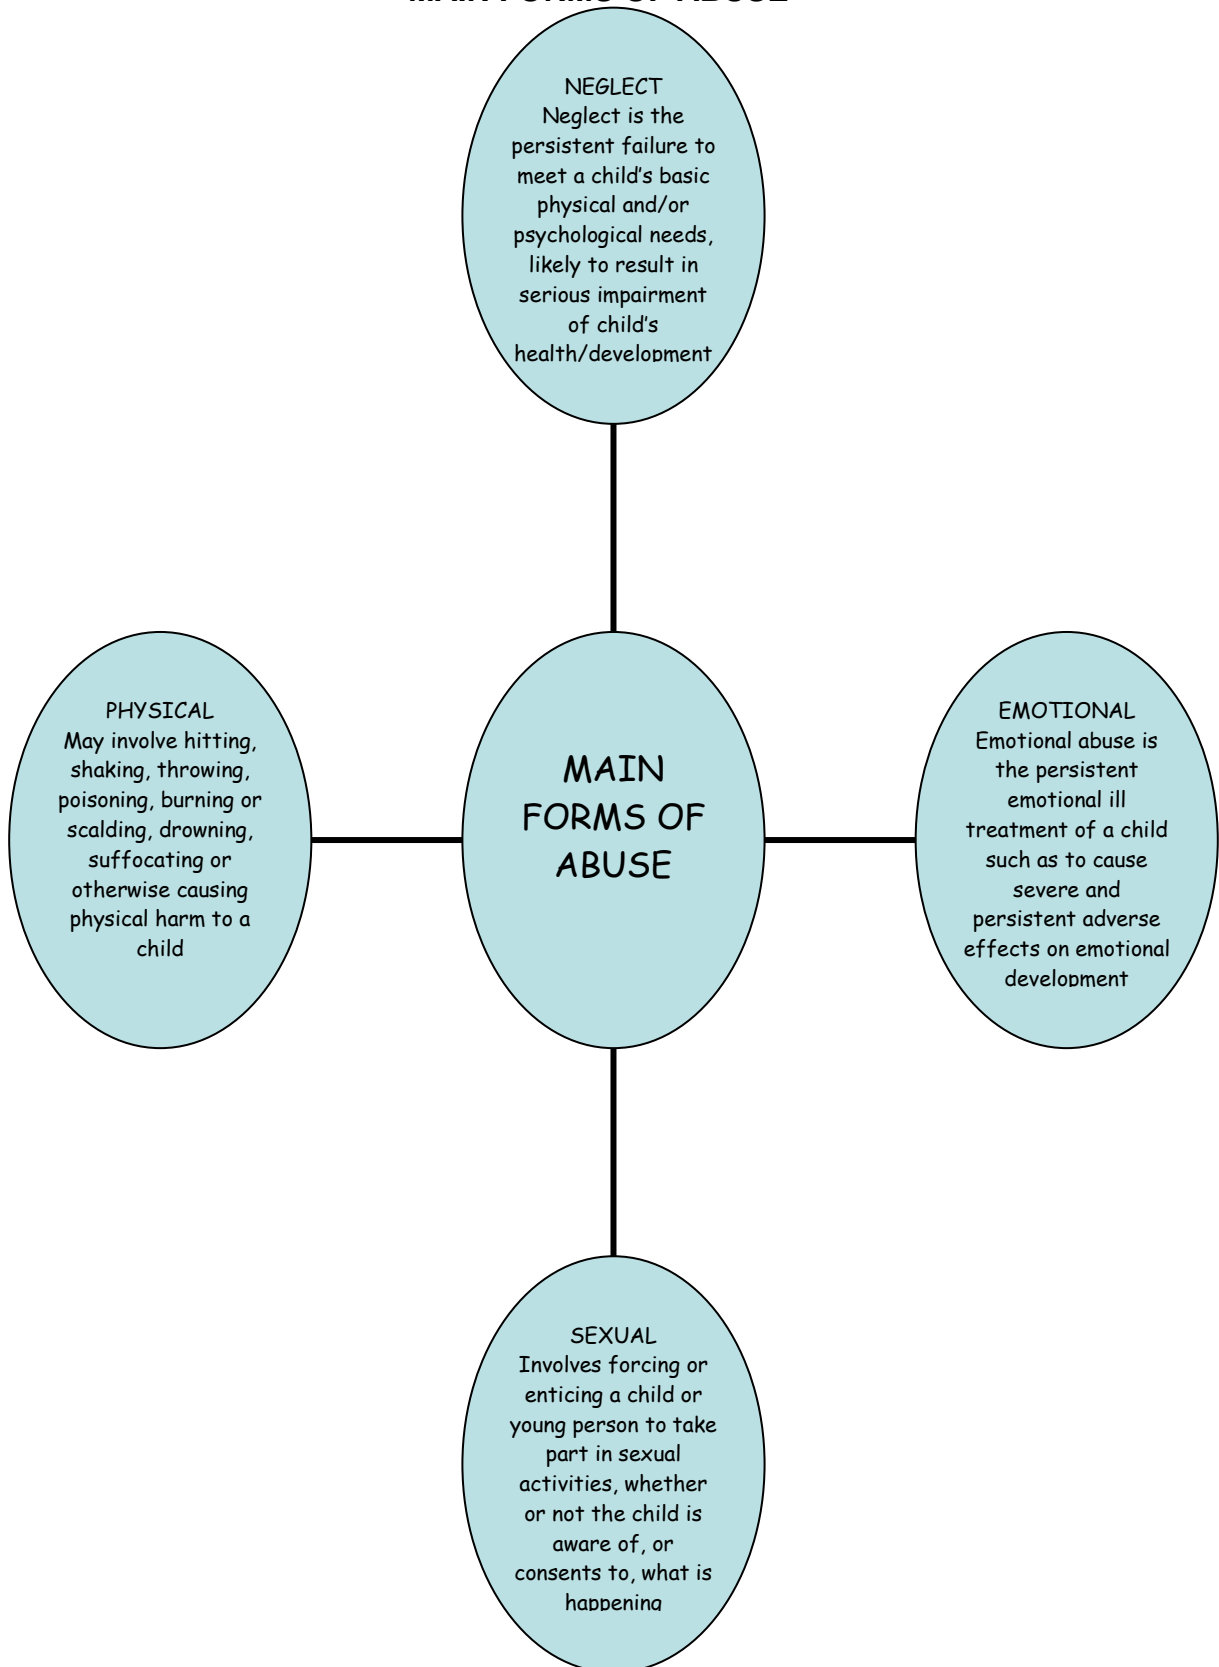 MAIN FORMS OF ABUSE
NEGLECT
Neglect is the
persistent failure to
meet a child's basic
physical and/or
psychological needs,
likely to result in
serious impairment
of child's
health/development
PHYSICAL
May involve hitting,
shaking, throwing,
poisoning, burning or
scalding, drowning,
suffocating or
otherwise causing
physical harm to a
child
MAIN
FORMS OF
ABUSE
EMOTIONAL
Emotional abuse is
the persistent
emotional ill
treatment of a child
such as to cause
severe and
persistent adverse
effects on emotional
development
SEXUAL
Involves forcing or
enticing a child or
young person to take
part in sexual
activities, whether
or not the child is
aware of, or
consents to, what is
happening